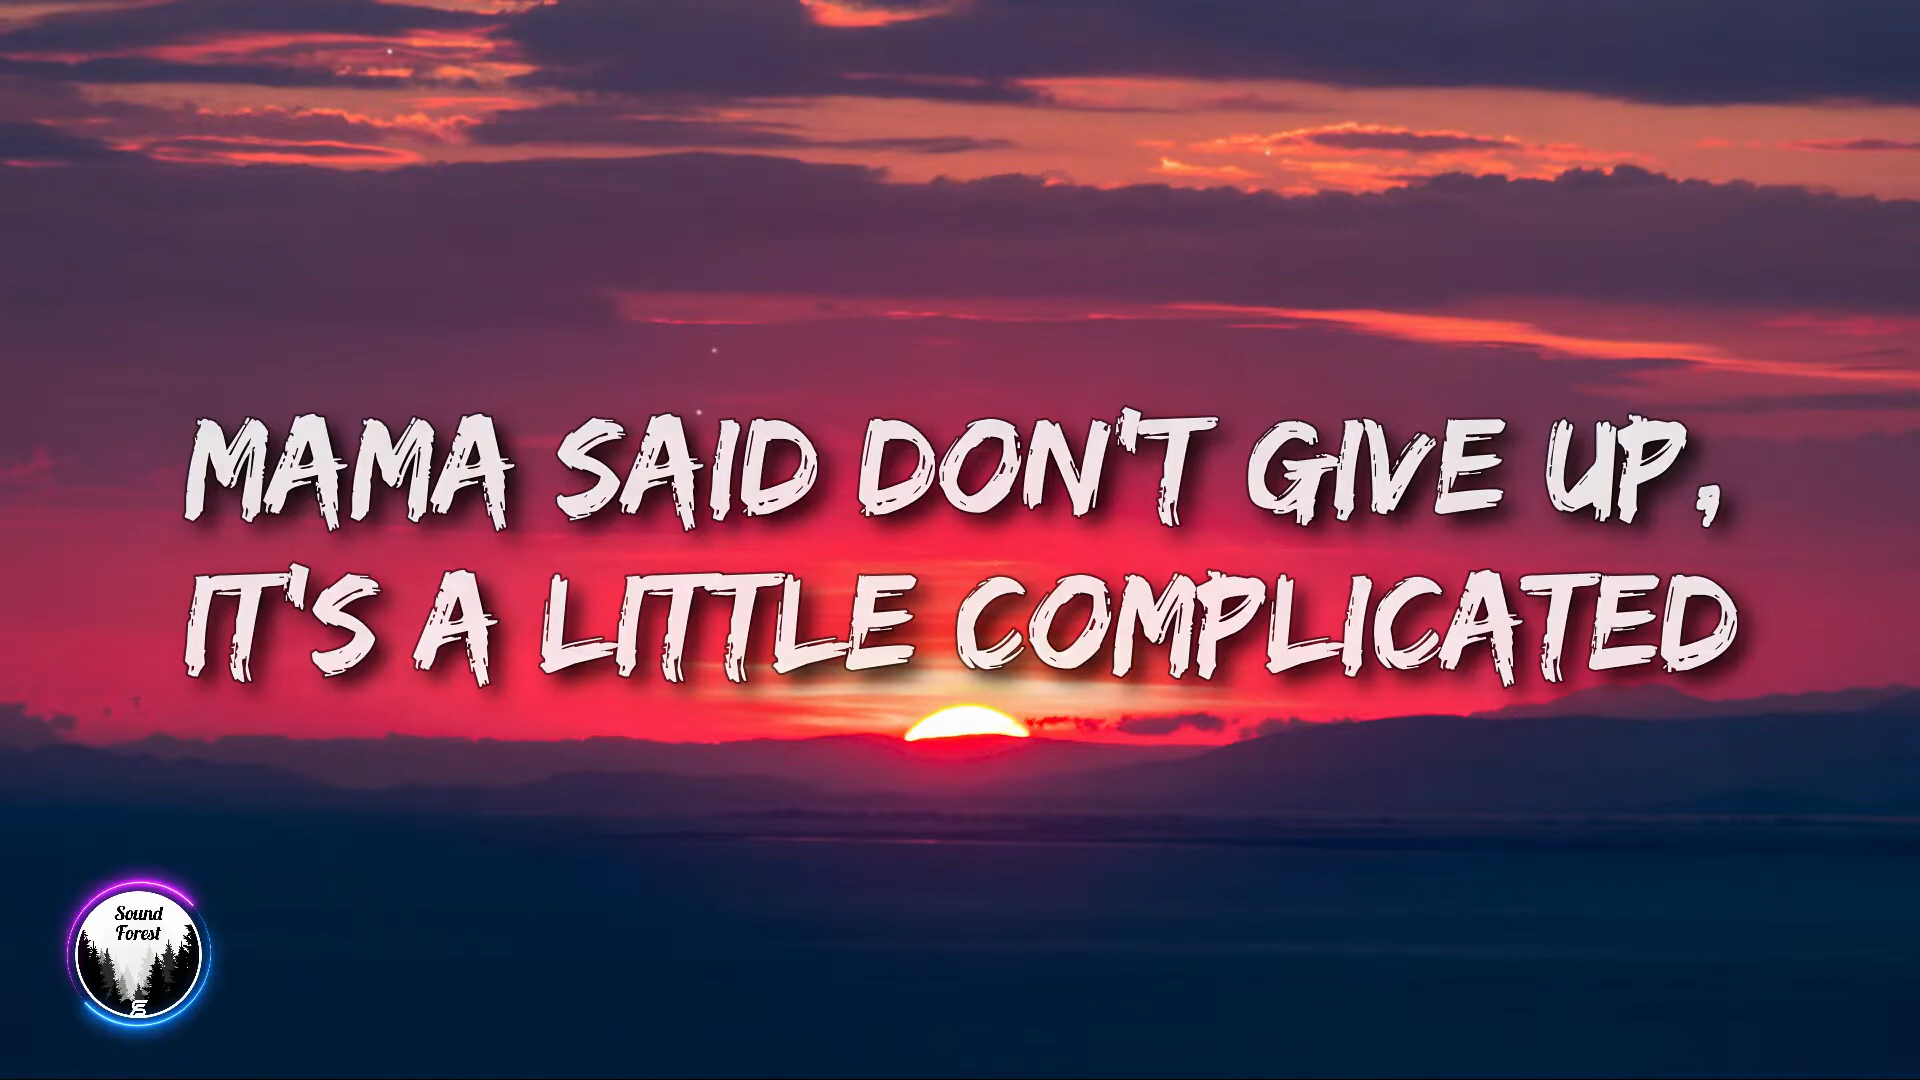 MAMA SAID DON'T GIVE UP,
IT'S A LITTLE COMPLICATED
Sound
Forest